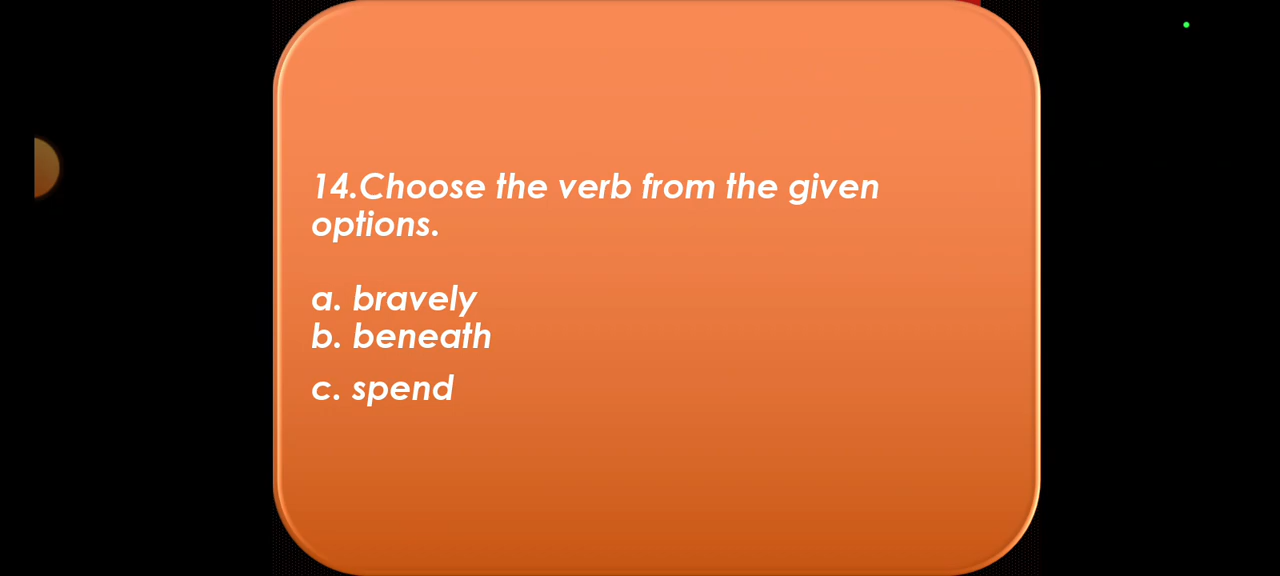 14.Choose the verb from the given
options.
a. bravely
b. beneath
c. spend